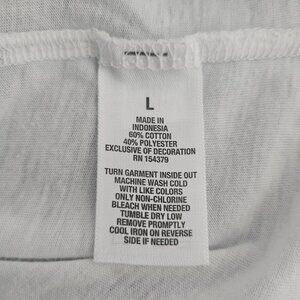 L
MADE IN
INDONESIA
60% COTTON
40% POLYESTER
EXCLUSIVE OF DECORATION
RN 154379
TURN GARMENT INSIDE OUT
MACHINE WASH COLD
WITH LIKE COLORS
ONLY NON-CHLORINE
BLEACH WHEN NEEDED
TUMBLE DRY LOW
REMOVE PROMPTLY
COOL IRON ON REVERSE
SIDE IF NEEDED